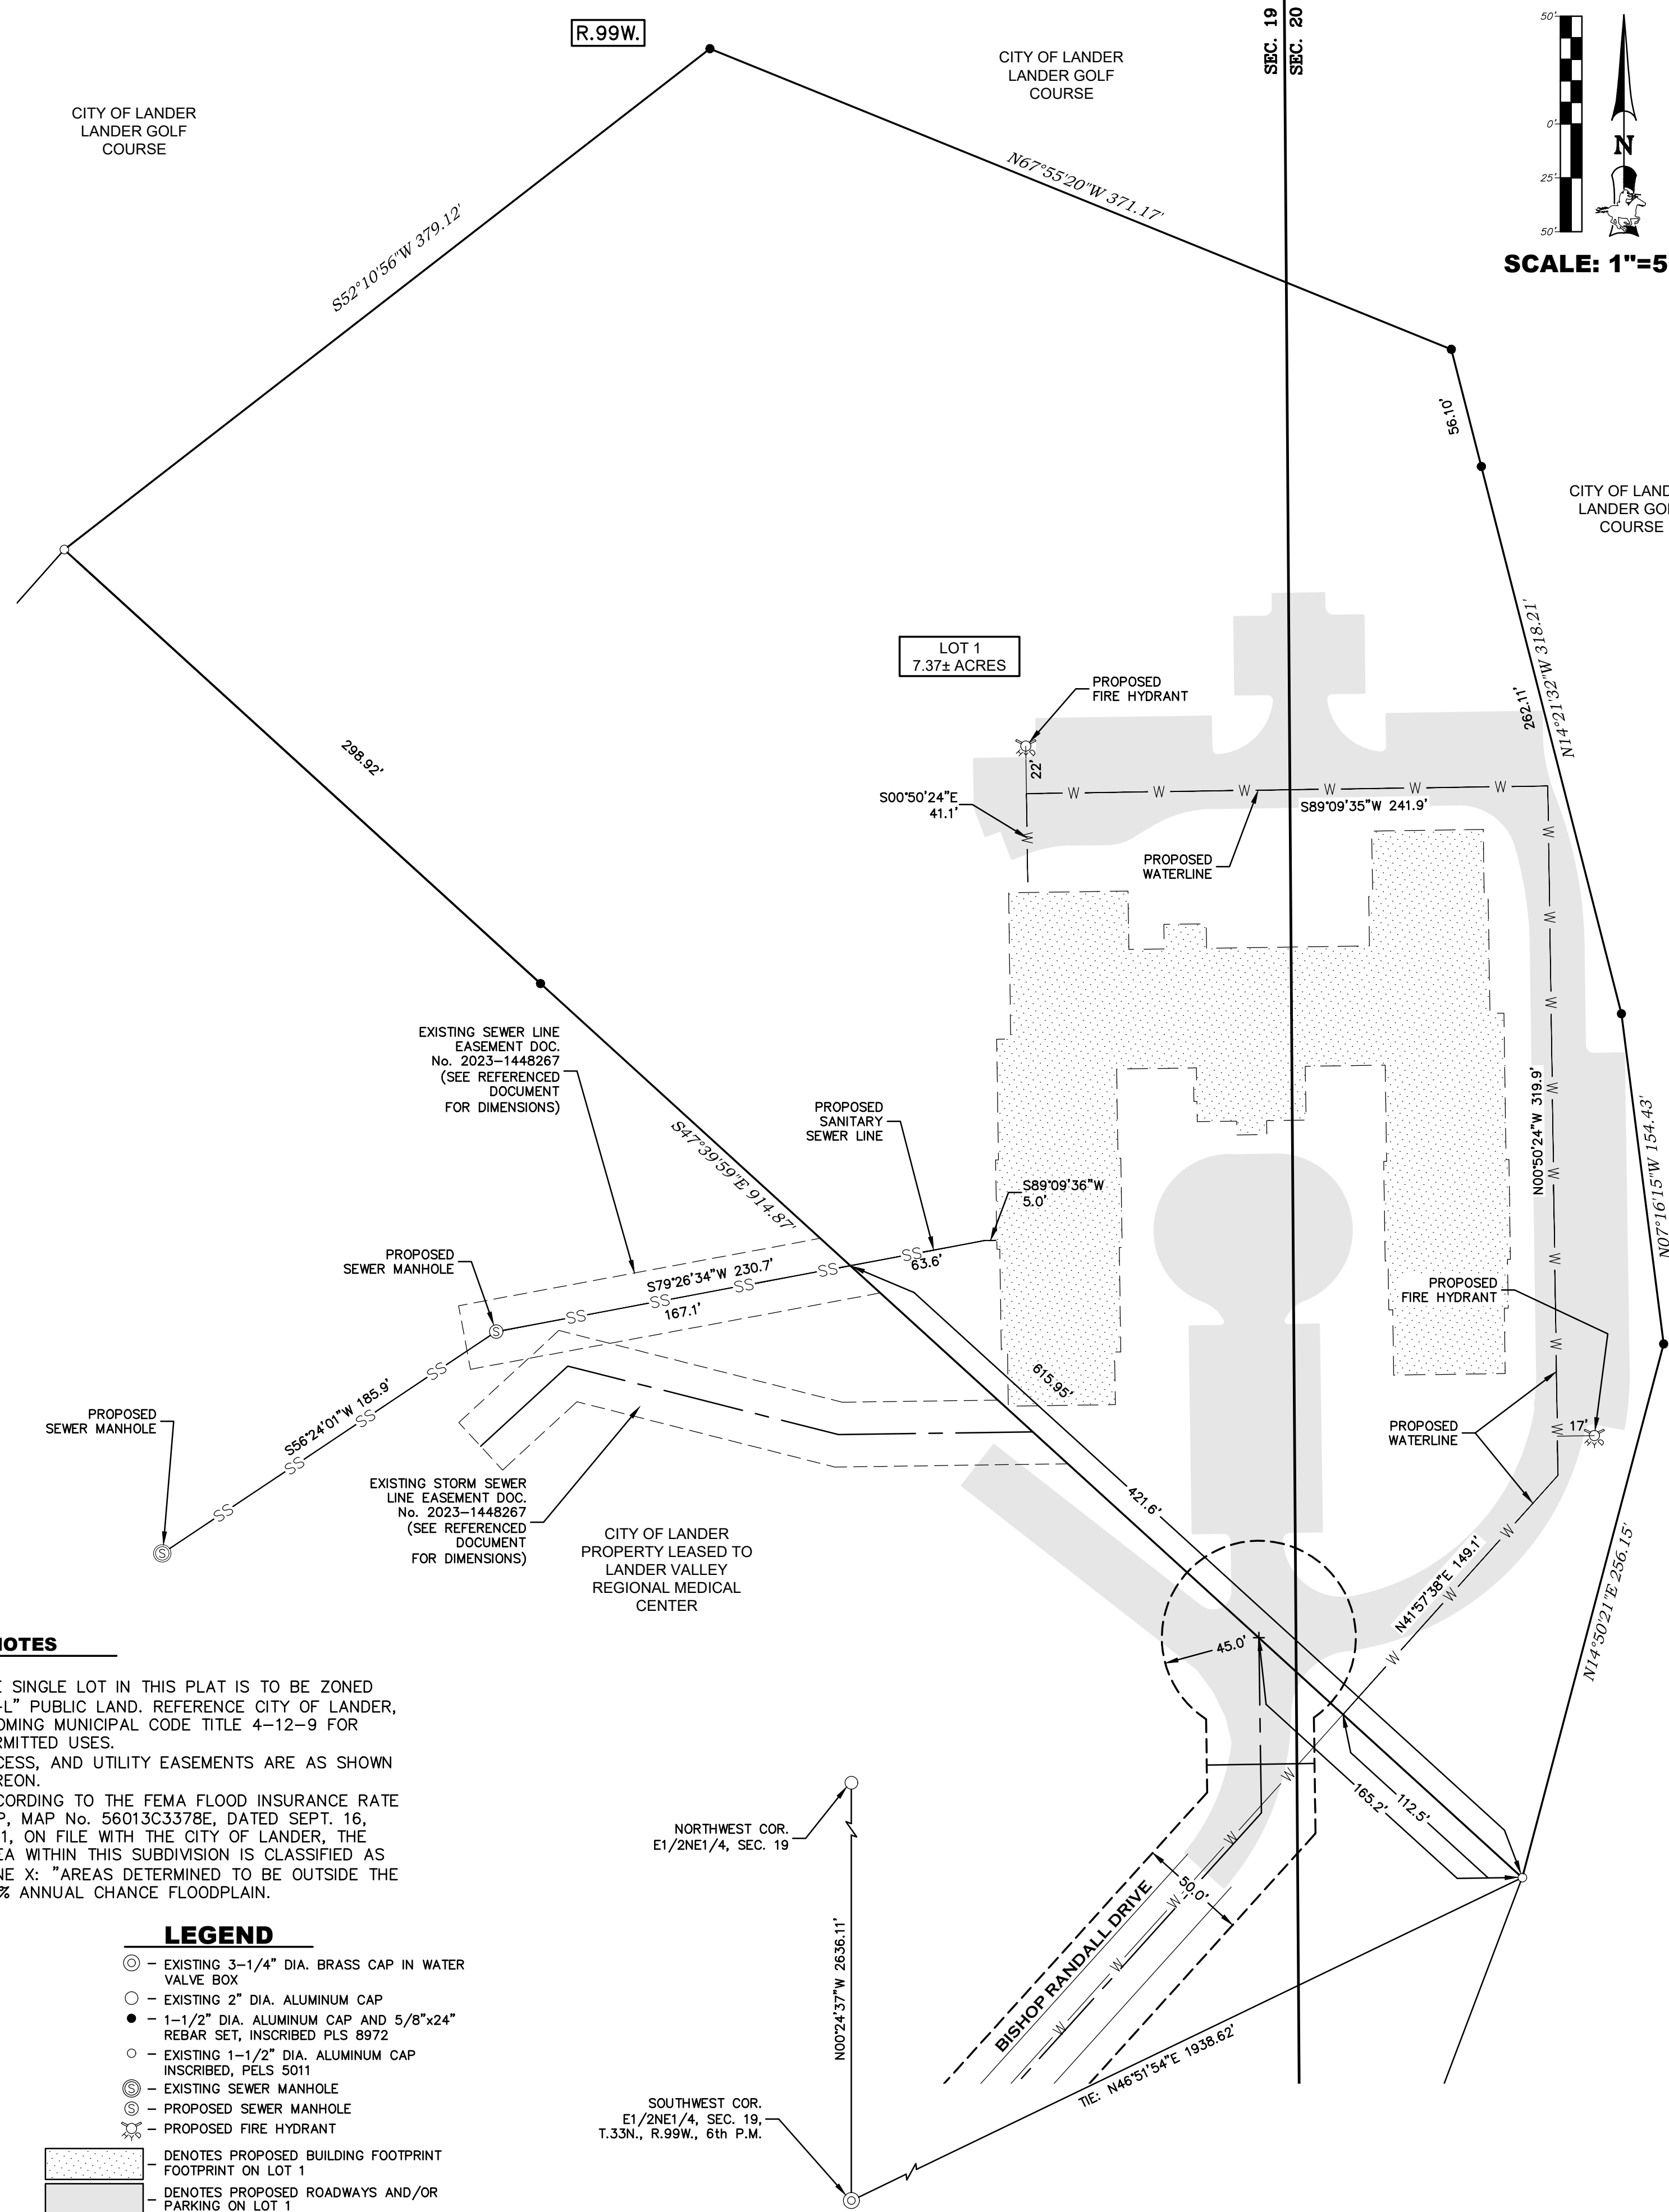 R.99W.
SEC. 19
SEC. 20
CITY OF LANDER
LANDER GOLF
COURSE
CITY OF LANDER
LANDER GOLF
COURSE
50'
0'
25'
50'
N
SCALE: 1"=5
N67°55'20"W 371.17'
S52°10'56"W 379.12'
56.10'
CITY OF LAND
LANDER GOL
COURSE
N14°21'32"W 318.21'
262.11'
LOT 1
7.37± ACRES
PROPOSED
FIRE HYDRANT
22'
S00°50'24"E
41.1'
W W W W W W
S89°09'35"W 241.9'
PROPOSED
WATERLINE
298.92'
EXISTING SEWER LINE
EASEMENT DOC.
No. 2023-1448267
(SEE REFERENCED
DOCUMENT
FOR DIMENSIONS)
PROPOSED
SANITARY
SEWER LINE
S47°39'59"E 914.87'
S89°09'36"W
5.0'
N00°50'24"W 319.9'
N07°16'15"W 154.43'
PROPOSED
SEWER MANHOLE
S79°26'34"W 230.7'
167.1'
63.6'
SS SS SS SS SS
PROPOSED
FIRE HYDRANT
615.95'
17'
PROPOSED
WATERLINE
PROPOSED
SEWER MANHOLE
S56°24'01"W 185.9'
SS SS SS SS
S
S
EXISTING STORM SEWER
LINE EASEMENT DOC.
No. 2023-1448267
(SEE REFERENCED
DOCUMENT
FOR DIMENSIONS)
CITY OF LANDER
PROPERTY LEASED TO
LANDER VALLEY
REGIONAL MEDICAL
CENTER
421.6'
N41°57'38"E 149.1'
N14°50'21"E 256.15'
45.0'
165.2'
112.5'
50.0'
BISHOP RANDALL DRIVE
TIE: N46°51'54"E 1938.62'
NOTES
E SINGLE LOT IN THIS PLAT IS TO BE ZONED
-L" PUBLIC LAND. REFERENCE CITY OF LANDER,
OMING MUNICIPAL CODE TITLE 4-12-9 FOR
RMITTED USES.
CESS, AND UTILITY EASEMENTS ARE AS SHOWN
REON.
CORDING TO THE FEMA FLOOD INSURANCE RATE
P, MAP No. 56013C3378E, DATED SEPT. 16,
1, ON FILE WITH THE CITY OF LANDER, THE
EA WITHIN THIS SUBDIVISION IS CLASSIFIED AS
NE X: "AREAS DETERMINED TO BE OUTSIDE THE
% ANNUAL CHANCE FLOODPLAIN.
NORTHWEST COR.
E1/2NE1/4, SEC. 19
N00°24'37"W 2636.11'
SOUTHWEST COR.
E1/2NE1/4, SEC. 19,
T.33N., R.99W., 6th P.M.
LEGEND
- EXISTING 3-1/4" DIA. BRASS CAP IN WATER
VALVE BOX
- EXISTING 2" DIA. ALUMINUM CAP
- 1-1/2" DIA. ALUMINUM CAP AND 5/8"x24"
REBAR SET, INSCRIBED PLS 8972
- EXISTING 1-1/2" DIA. ALUMINUM CAP
INSCRIBED, PELS 5011
S - EXISTING SEWER MANHOLE
S - PROPOSED SEWER MANHOLE
- PROPOSED FIRE HYDRANT
- DENOTES PROPOSED BUILDING FOOTPRINT
FOOTPRINT ON LOT 1
- DENOTES PROPOSED ROADWAYS AND/OR
PARKING ON LOT 1